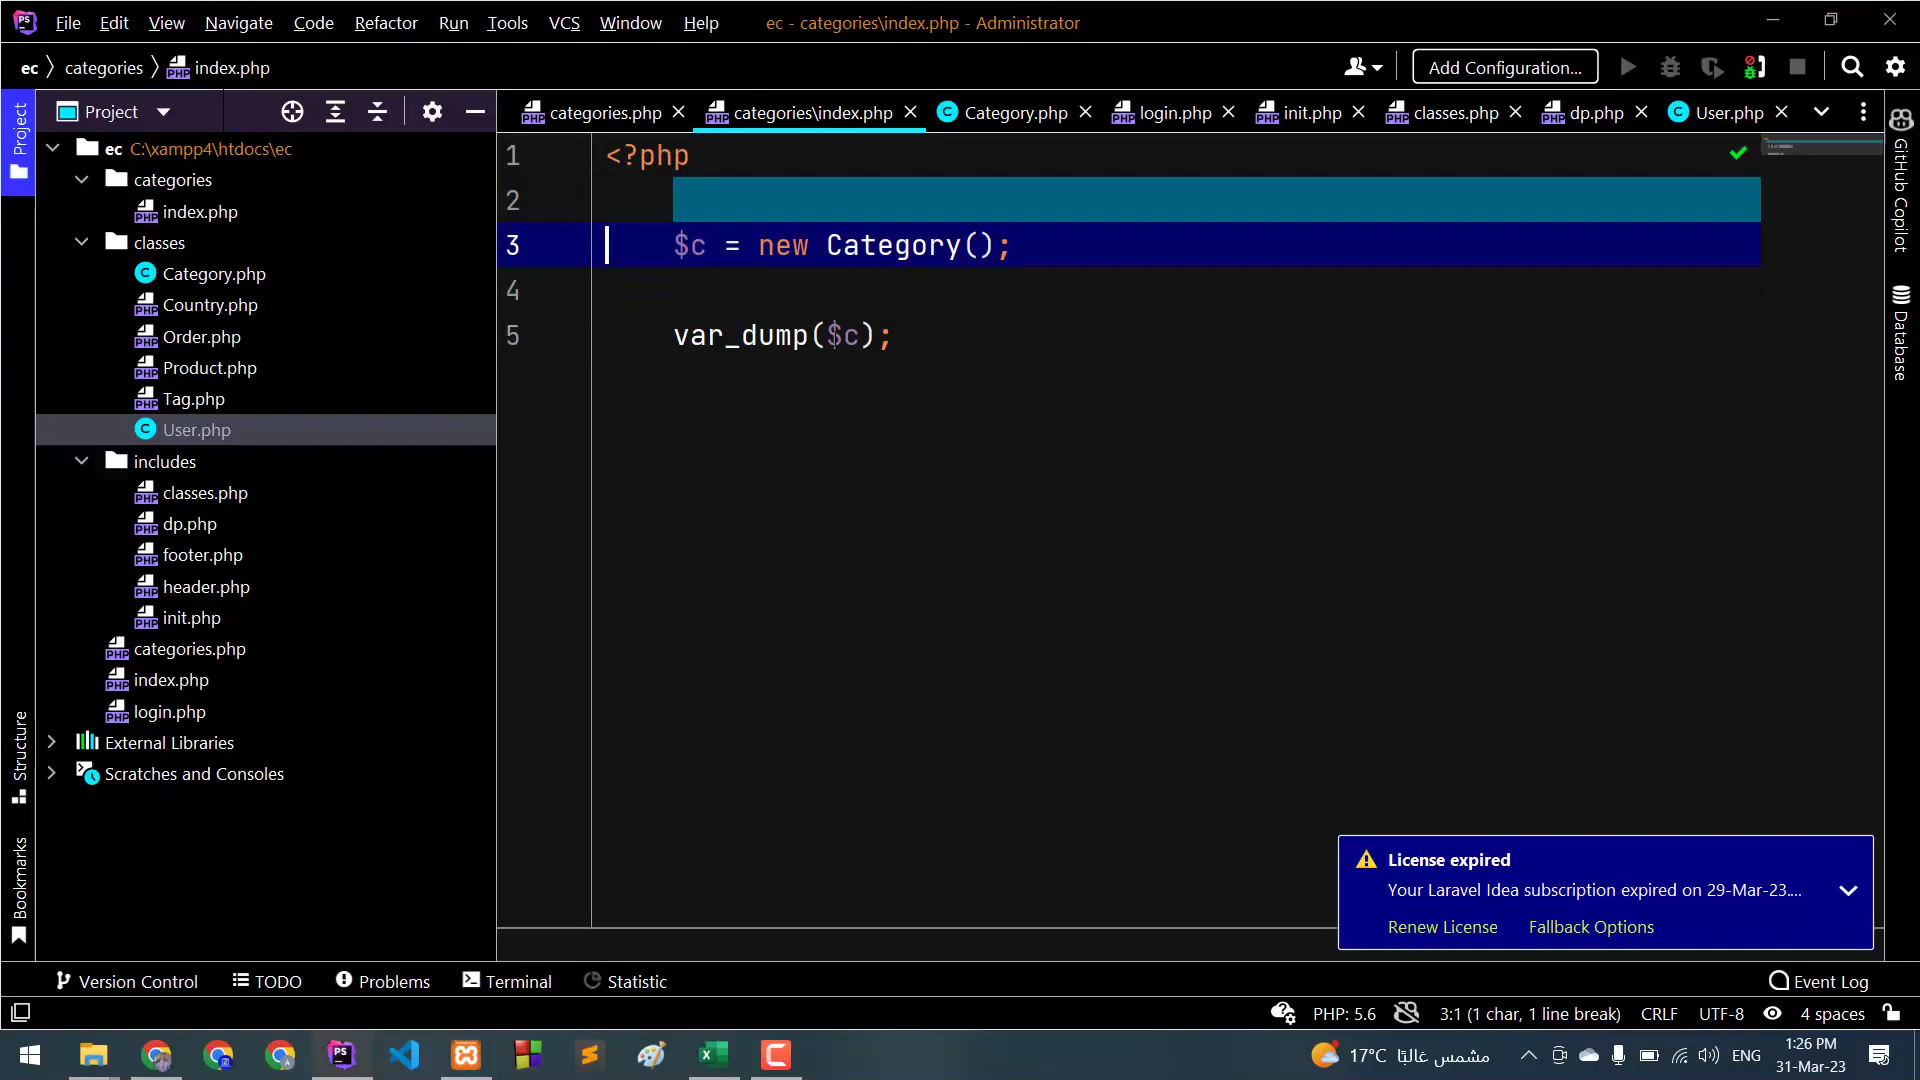 File Edit View Navigate Code Refactor Run Tools VCS Window Help ec - categories\index.php - Administrator
ec categories index.php Add Configuration...
Project
Project
categories.php categories\index.php Category.php login.php init.php classes.php dp.php User.php
ec C:\xampp4\htdocs\ec
categories
index.php
classes
Category.php
Country.php
Order.php
Product.php
Tag.php
User.php
includes
classes.php
dp.php
footer.php
header.php
init.php
categories.php
index.php
login.php
External Libraries
Scratches and Consoles
1 <?php
2
3 $c = new Category();
4
5 var_dump($c);
GitHub Copilot
Database
Structure
Bookmarks
License expired
Your Laravel Idea subscription expired on 29-Mar-23....
Renew License Fallback Options
Version Control TODO Problems Terminal Statistic Event Log
PHP: 5.6 3:1 (1 char, 1 line break) CRLF UTF-8 4 spaces
17°C مشمس غالبًا ENG 1:26 PM
31-Mar-23